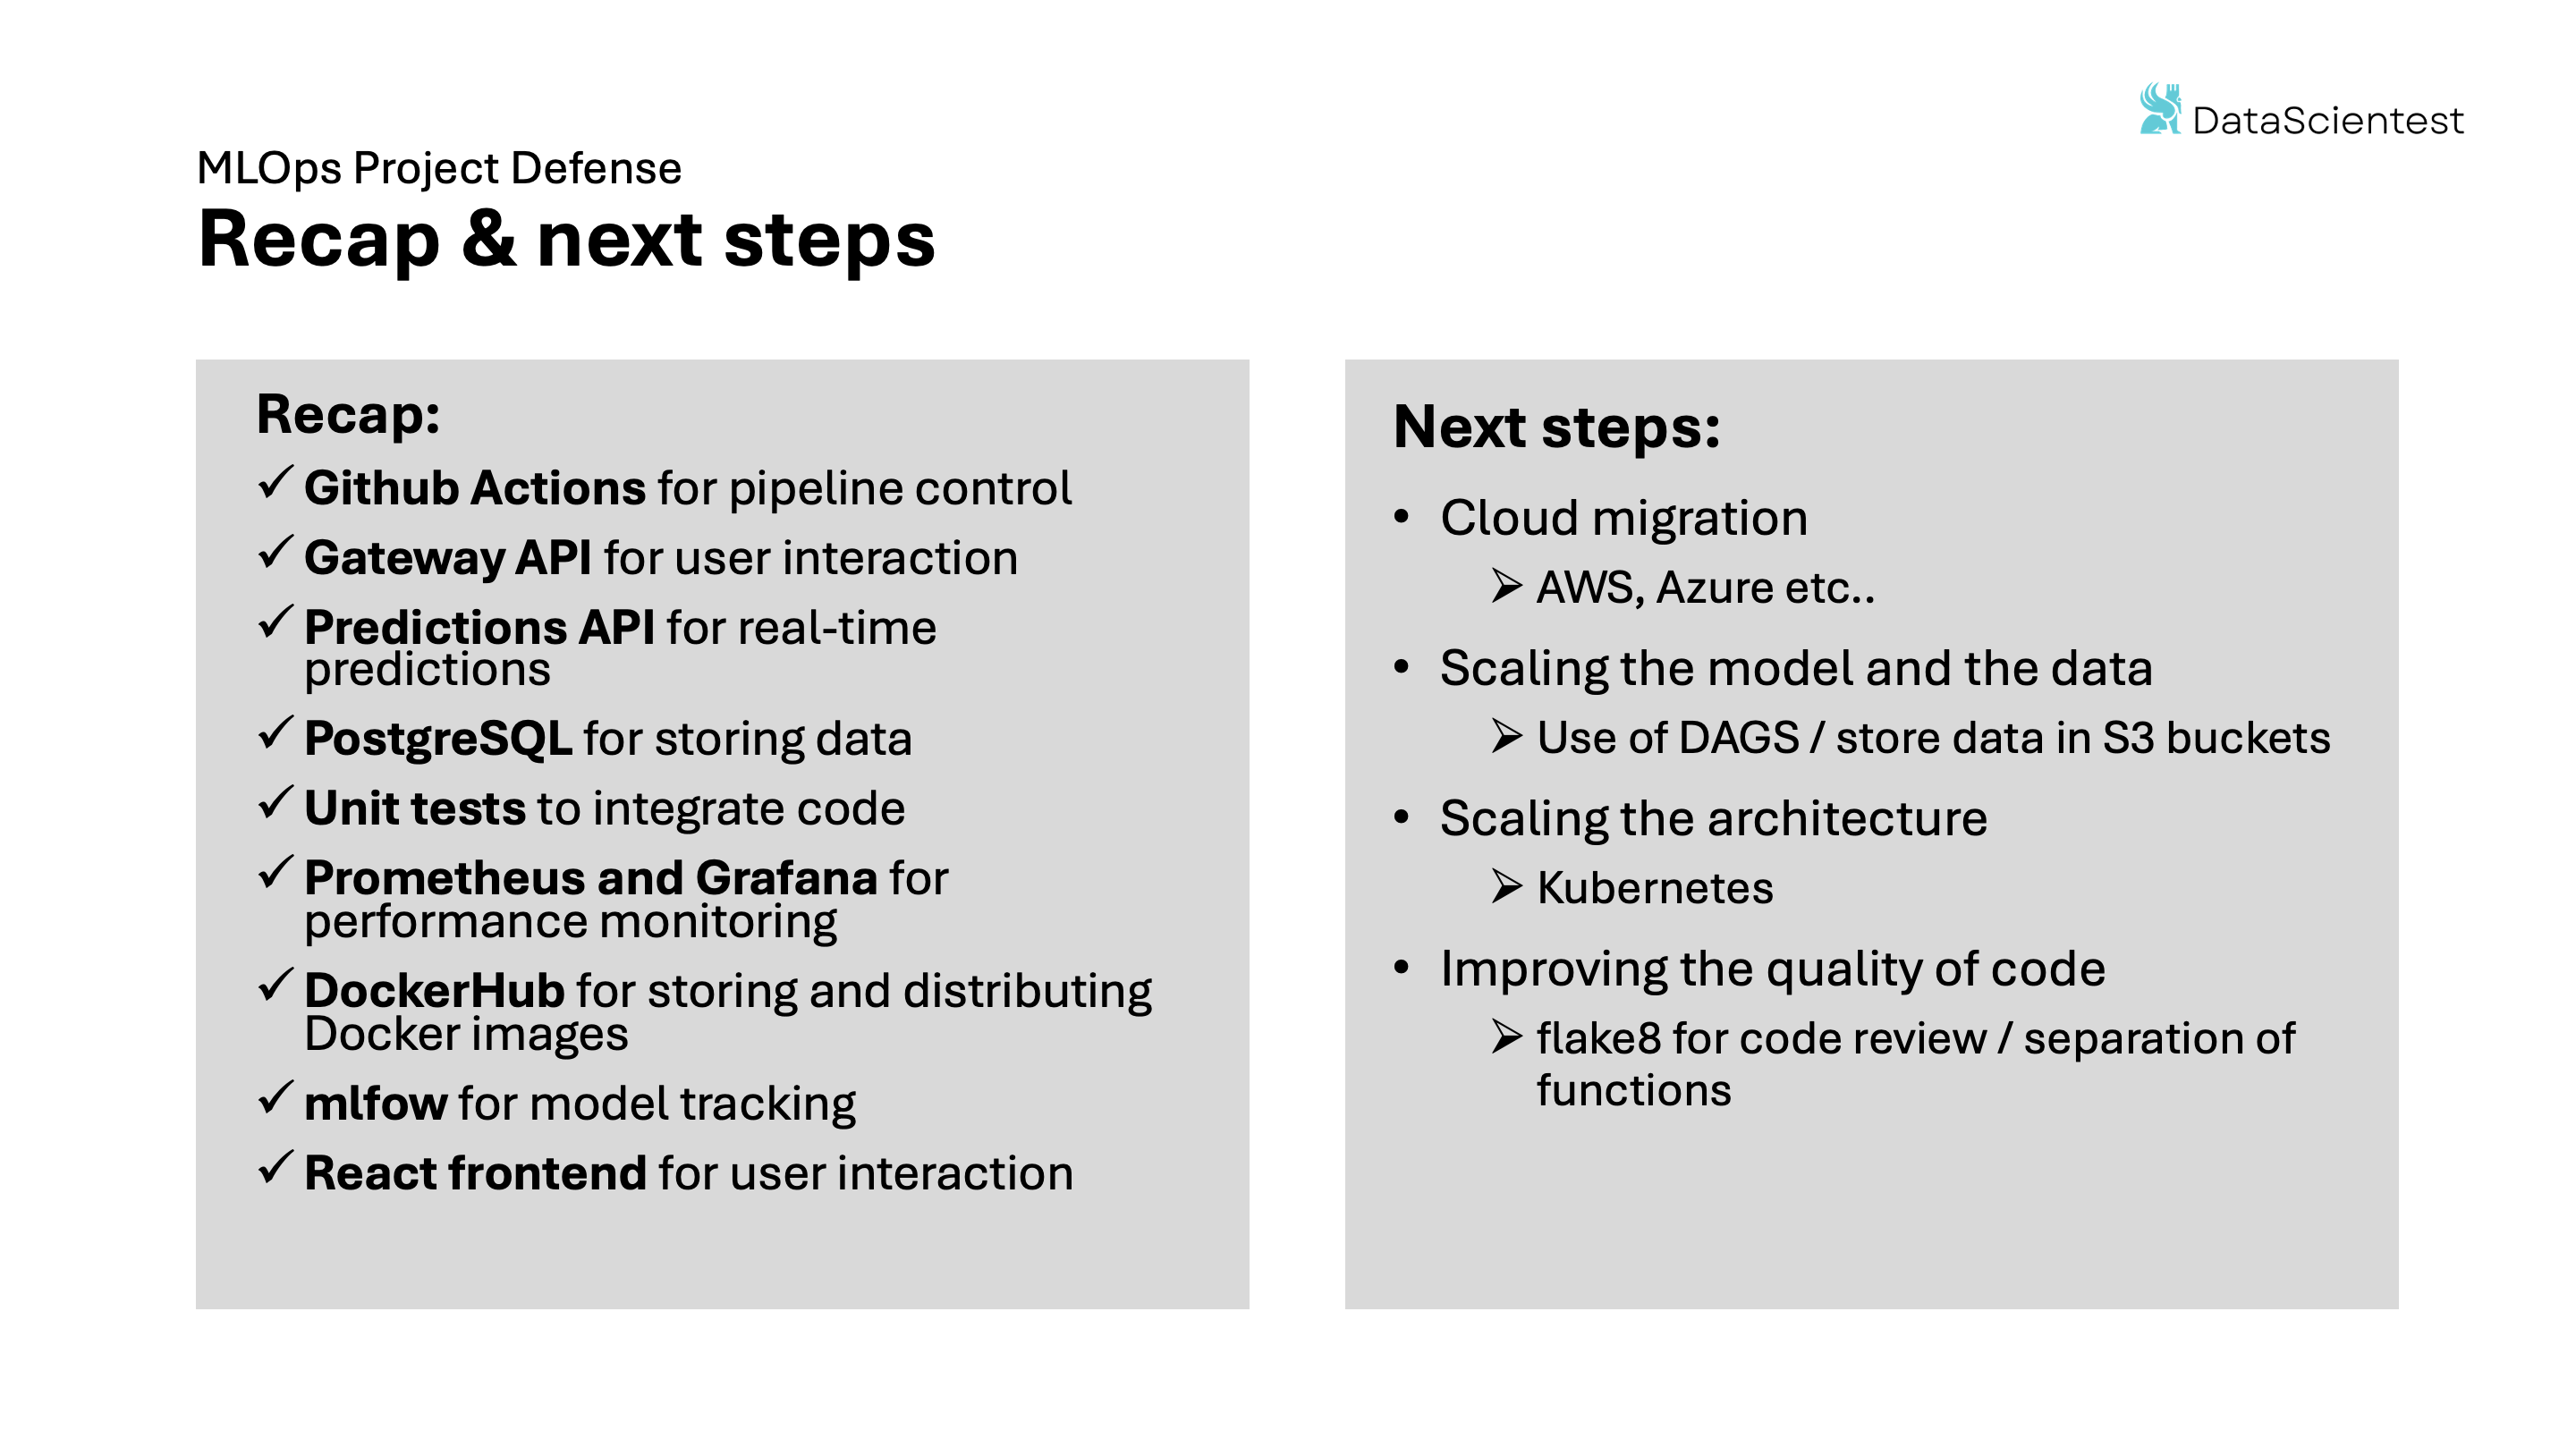 DataScientest
MLOps Project Defense
Recap & next steps
Recap:
✓ Github Actions for pipeline control
✓ Gateway API for user interaction
✓ Predictions API for real-time
predictions
✓ PostgreSQL for storing data
✓ Unit tests to integrate code
✓ Prometheus and Grafana for
performance monitoring
✓ DockerHub for storing and distributing
Docker images
✓ mlfow for model tracking
✓ React frontend for user interaction
Next steps:
• Cloud migration
➢ AWS, Azure etc..
• Scaling the model and the data
➢ Use of DAGS / store data in S3 buckets
• Scaling the architecture
➢ Kubernetes
• Improving the quality of code
➢ flake8 for code review / separation of
functions